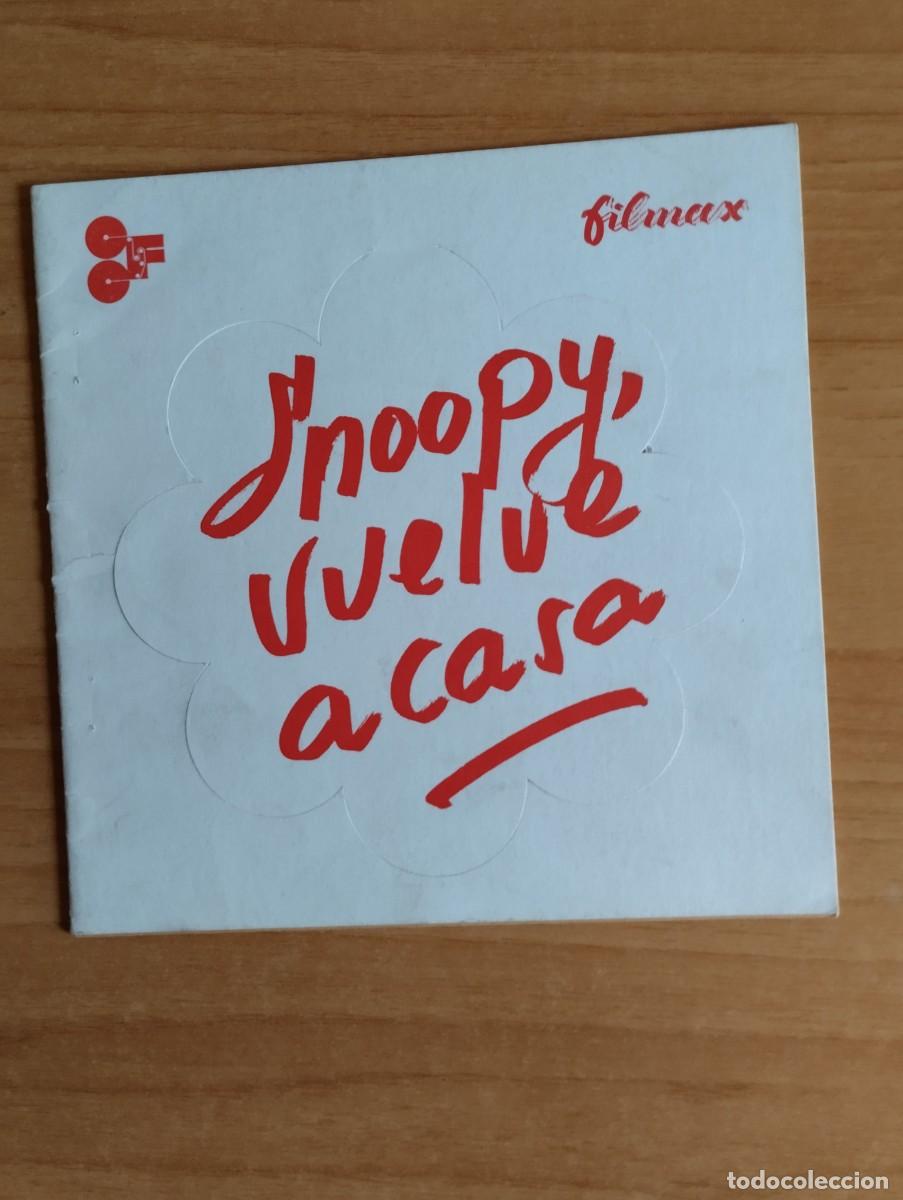 filmax
Snoopy,
vuelve
a casa
todocoleccion